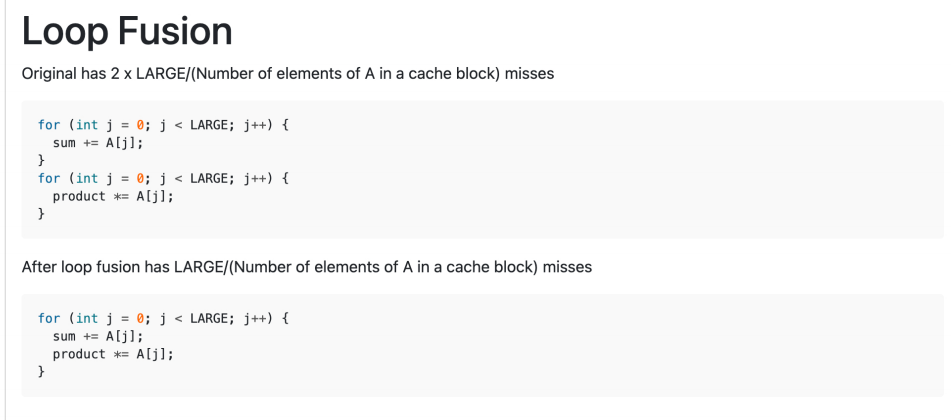 Loop Fusion
Original has 2 x LARGE/(Number of elements of A in a cache block) misses
for (int j = 0; j < LARGE; j++) {
  sum += A[j];
}
for (int j = 0; j < LARGE; j++) {
  product *= A[j];
}
After loop fusion has LARGE/(Number of elements of A in a cache block) misses
for (int j = 0; j < LARGE; j++) {
  sum += A[j];
  product *= A[j];
}